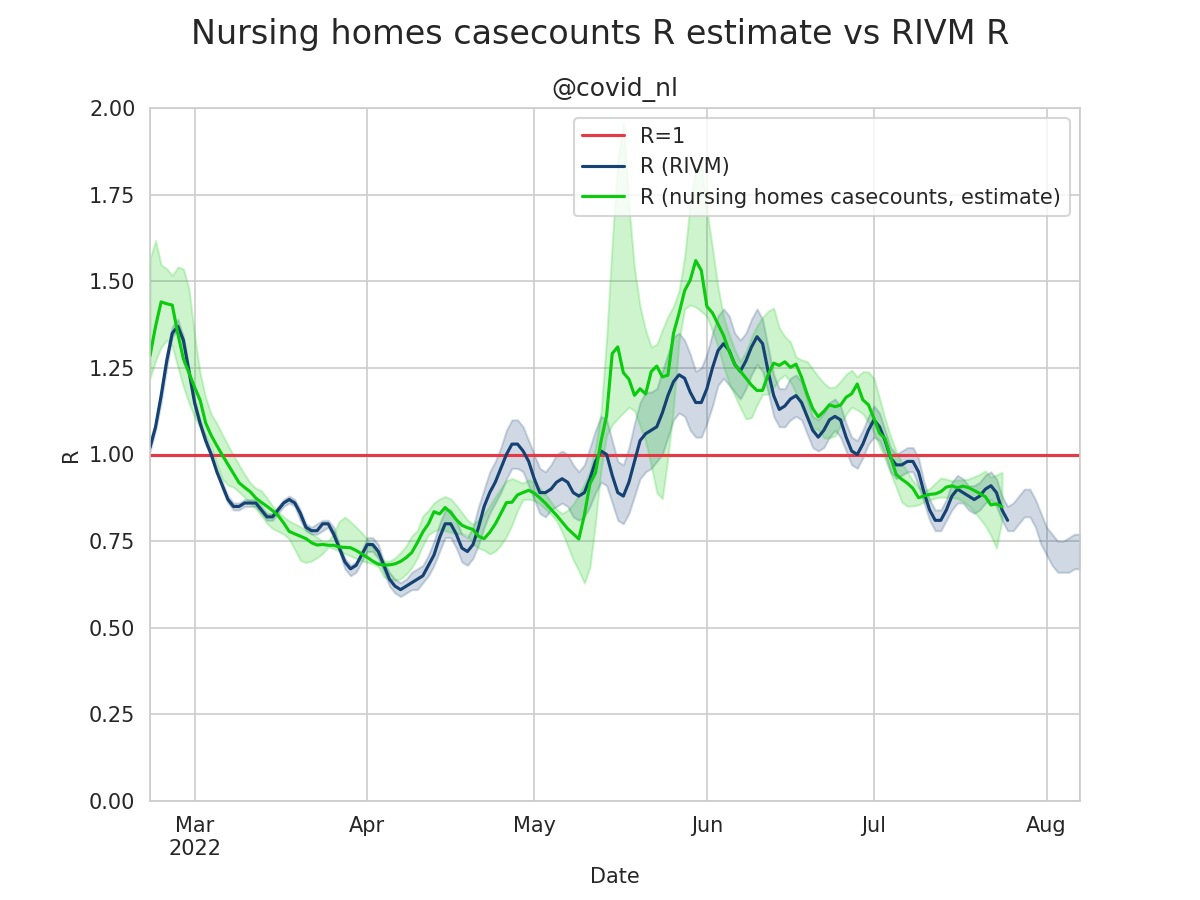 Nursing homes casecounts R estimate vs RIVM R
@covid_nl
2.00
R=1
R (RIVM)
R (nursing homes casecounts, estimate)
1.75
1.50
1.25
1.00
R
0.75
0.50
0.25
0.00
Mar Apr May Jun Jul Aug
2022
Date